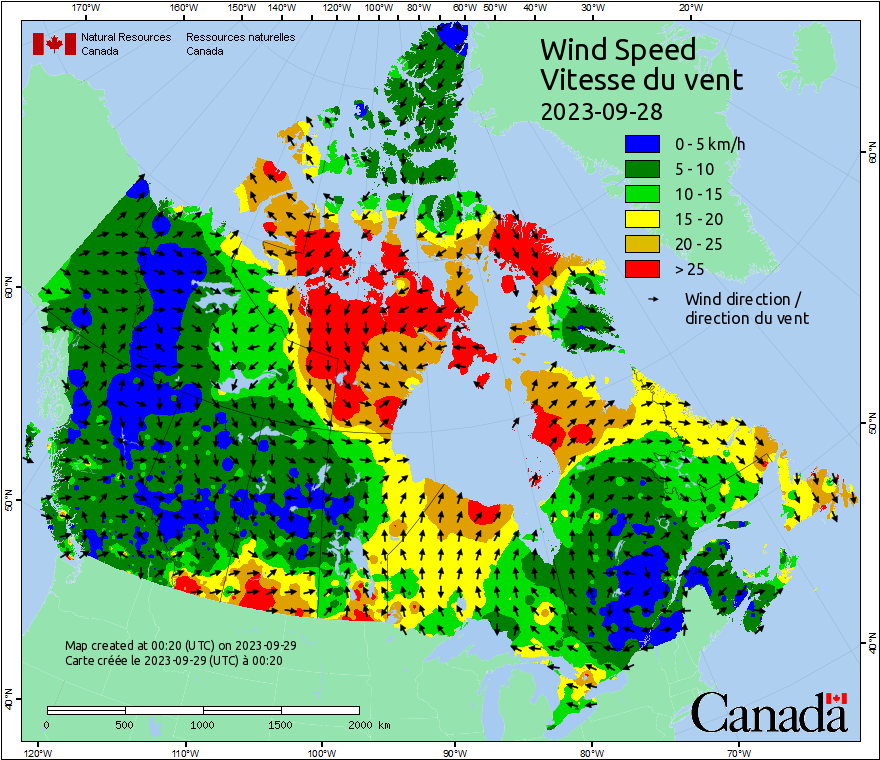 170°W 160°W 150°W 140°W 120°W 100°W 80°W 60°W 50°W 40°W 30°W 20°W
Natural Resources Ressources naturelles
Canada Canada
Wind Speed
Vitesse du vent
2023-09-28
0 - 5 km/h
5 - 10
10 - 15
15 - 20
20 - 25
> 25
Wind direction /
direction du vent
60°N
60°N
50°N
50°N
40°N
40°N
Map created at 00:20 (UTC) on 2023-09-29
Carte créée le 2023-09-29 (UTC) à 00:20
0 500 1000 1500 2000 km
Canada
120°W 110°W 100°W 90°W 80°W 70°W